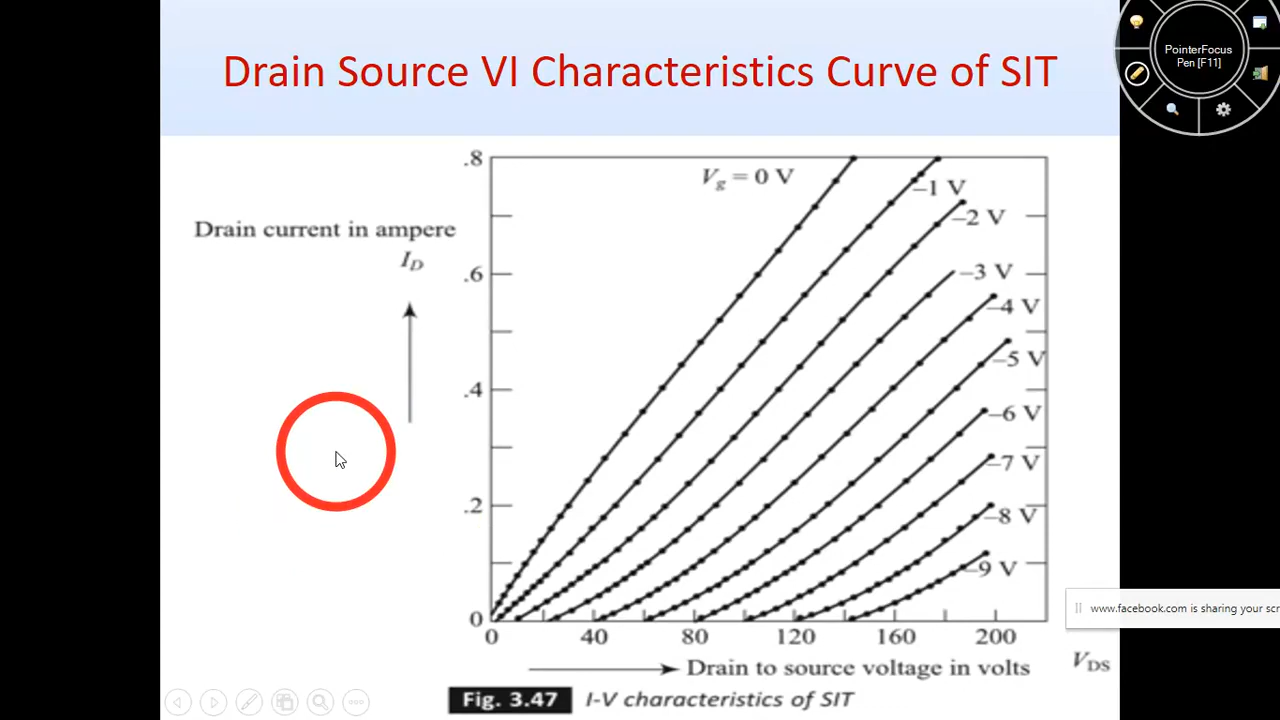 Drain Source VI Characteristics Curve of SIT
PointerFocus
Pen [F11]
.8
V_g = 0 V
–1 V
–2 V
Drain current in ampere
I_D
.6
–3 V
–4 V
–5 V
.4
–6 V
–7 V
.2
–8 V
–9 V
0
0 40 80 120 160 200
www.facebook.com is sharing your scr
Drain to source voltage in volts
V_DS
Fig. 3.47 I-V characteristics of SIT